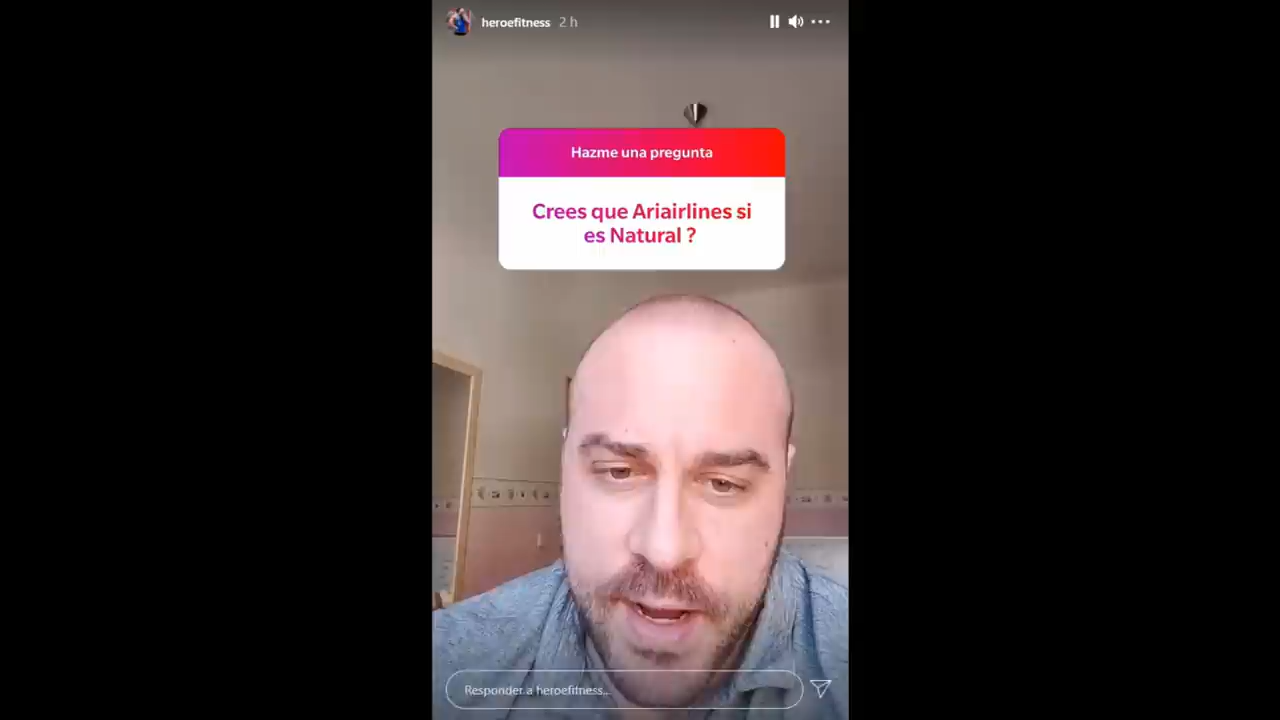 heroefitness 2 h
Hazme una pregunta
Crees que Ariairlines si
es Natural ?
Responder a heroefitness...